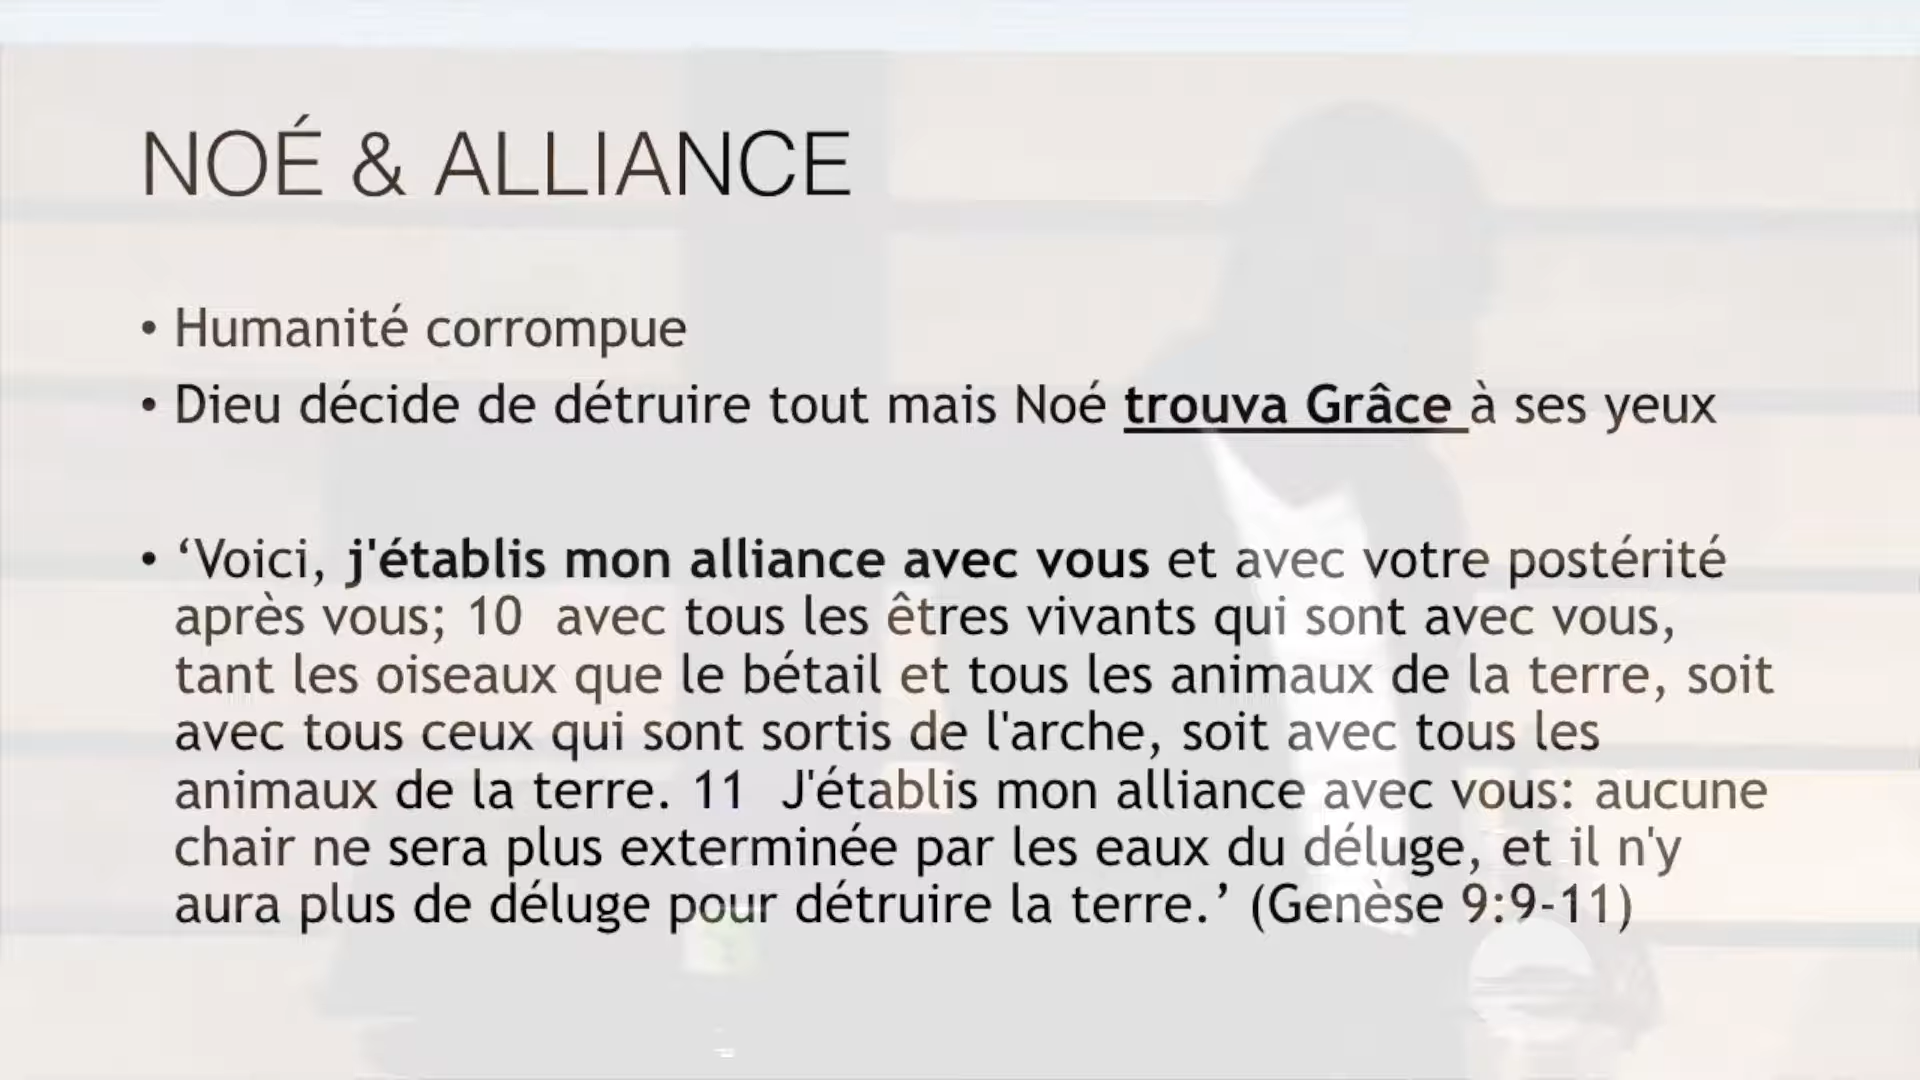 NOÉ & ALLIANCE
• Humanité corrompue
• Dieu décide de détruire tout mais Noé trouva Grâce à ses yeux
• ‘Voici, j'établis mon alliance avec vous et avec votre postérité
après vous; 10  avec tous les êtres vivants qui sont avec vous,
tant les oiseaux que le bétail et tous les animaux de la terre, soit
avec tous ceux qui sont sortis de l'arche, soit avec tous les
animaux de la terre. 11  J'établis mon alliance avec vous: aucune
chair ne sera plus exterminée par les eaux du déluge, et il n'y
aura plus de déluge pour détruire la terre.’ (Genèse 9:9-11)